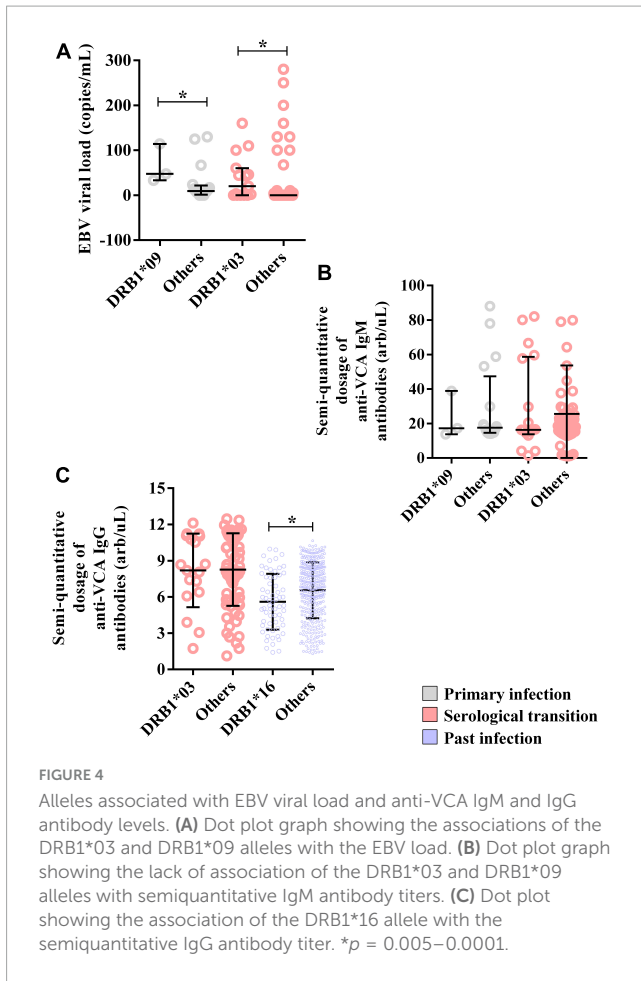 A
EBV viral load (copies/mL)
300
200
100
0
-100
*
*
DRB1*09
Others
DRB1*03
Others
B
Semi-quantitative
dosage of
anti-VCA IgM
antibodies (arb/uL)
100
80
60
40
20
0
DRB1*09
Others
DRB1*03
Others
C
Semi-quantitative
dosage of
anti-VCA IgG
antibodies (arb/uL)
15
12
9
6
3
0
*
DRB1*03
Others
DRB1*16
Others
Primary infection
Serological transition
Past infection
FIGURE 4
Alleles associated with EBV viral load and anti-VCA IgM and IgG
antibody levels. (A) Dot plot graph showing the associations of the
DRB1*03 and DRB1*09 alleles with the EBV load. (B) Dot plot graph
showing the lack of association of the DRB1*03 and DRB1*09
alleles with semiquantitative IgM antibody titers. (C) Dot plot
showing the association of the DRB1*16 allele with the
semiquantitative IgG antibody titer. *p = 0.005–0.0001.